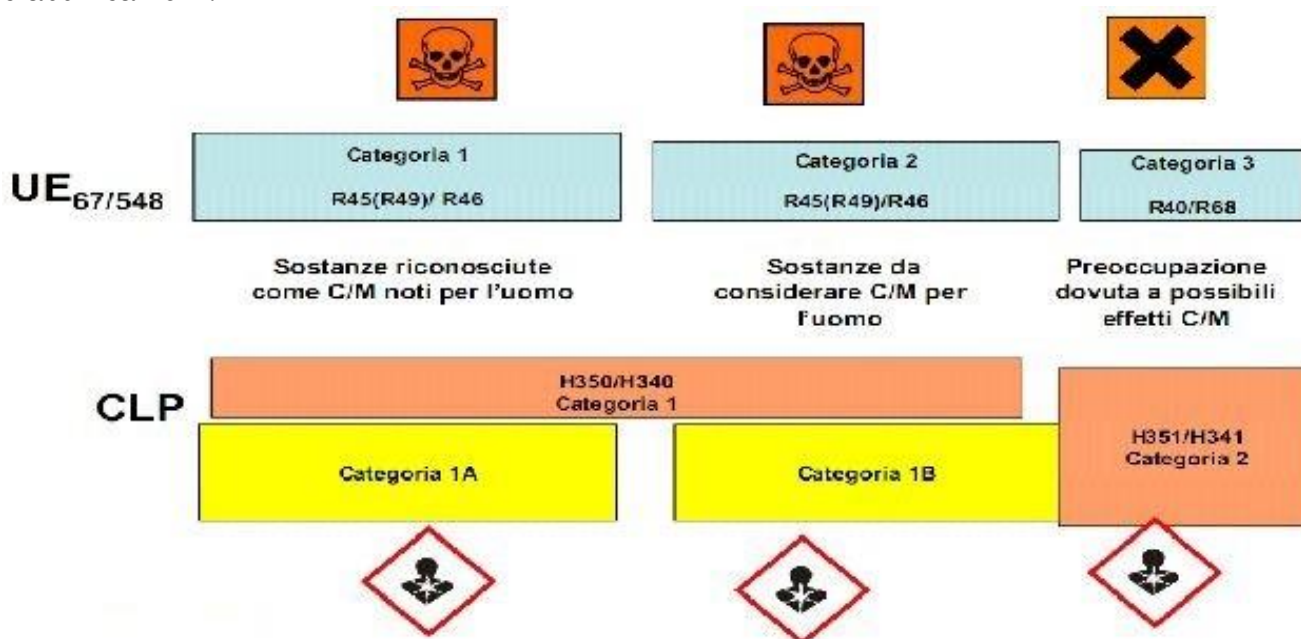 Categoria 1
R45(R49)/ R46
Categoria 2
R45(R49)/R46
Categoria 3
R40/R68
UE67/548
Sostanze riconosciute
come C/M noti per l'uomo
Sostanze da
considerare C/M per
l'uomo
Preoccupazione
dovuta a possibili
effetti C/M
CLP
H350/H340
Categoria 1
Categoria 1A
Categoria 1B
H351/H341
Categoria 2